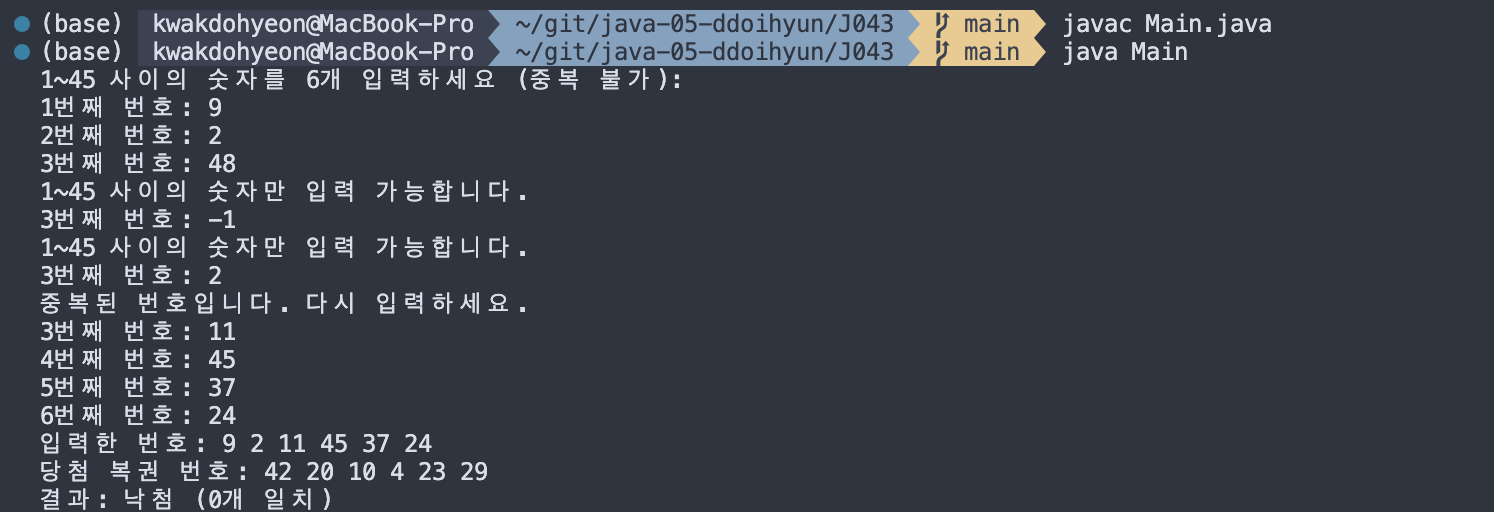 (base) kwakdohyeon@MacBook-Pro ~/git/java-05-ddoihyun/J043 main javac Main.java
(base) kwakdohyeon@MacBook-Pro ~/git/java-05-ddoihyun/J043 main java Main
1~45 사이의 숫자를 6개 입력하세요 (중복 불가):
1번째 번호: 9
2번째 번호: 2
3번째 번호: 48
1~45 사이의 숫자만 입력 가능합니다.
3번째 번호: -1
1~45 사이의 숫자만 입력 가능합니다.
3번째 번호: 2
중복된 번호입니다. 다시 입력하세요.
3번째 번호: 11
4번째 번호: 45
5번째 번호: 37
6번째 번호: 24
입력한 번호: 9 2 11 45 37 24
당첨 복권 번호: 42 20 10 4 23 29
결과: 낙첨 (0개 일치)